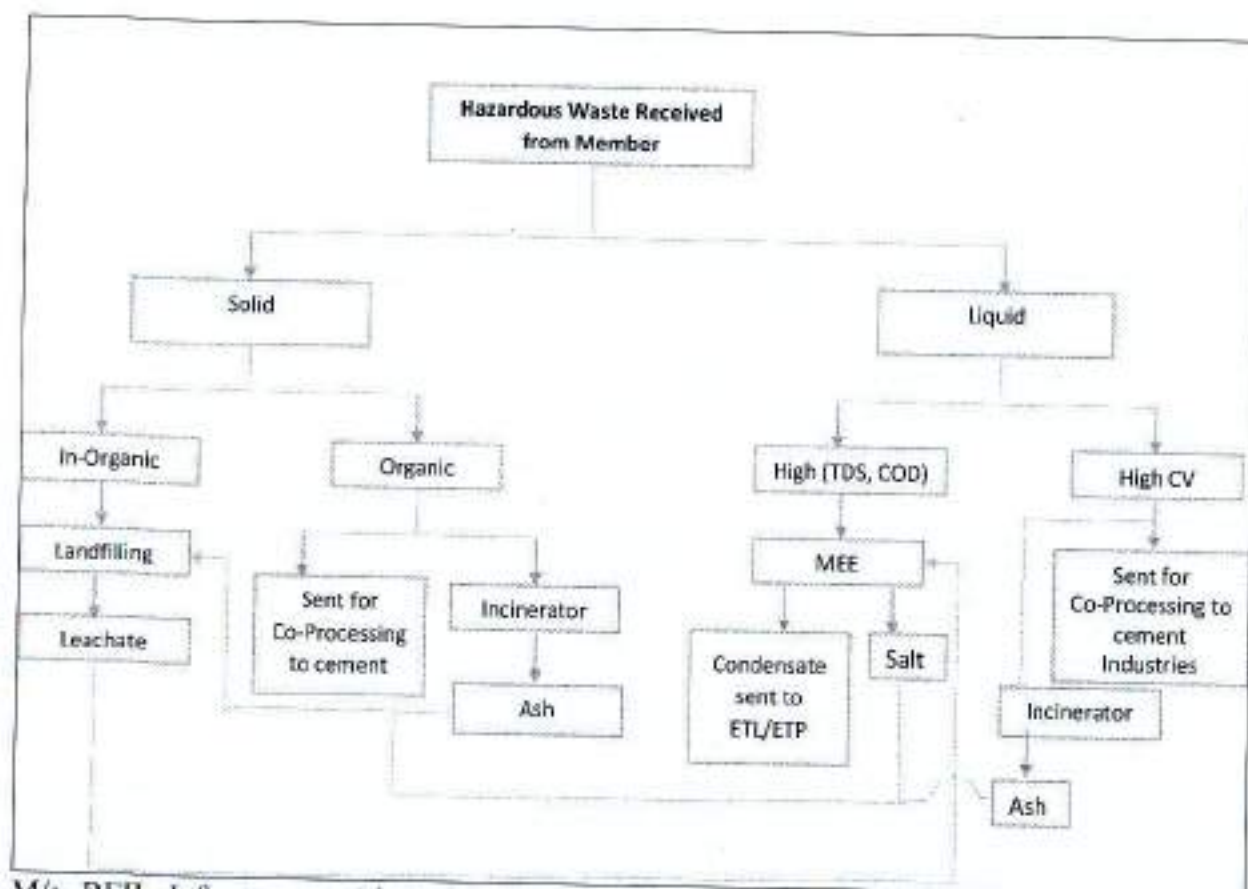 Hazardous Waste Received
from Member
Solid
Liquid
In-Organic
Organic
High (TDS, COD)
High CV
Landfilling
Sent for
Co-Processing
to cement
Incinerator
MEE
Sent for
Co-Processing to
cement
Industries
Leachate
Ash
Condensate
sent to
ETL/ETP
Salt
Incinerator
Ash